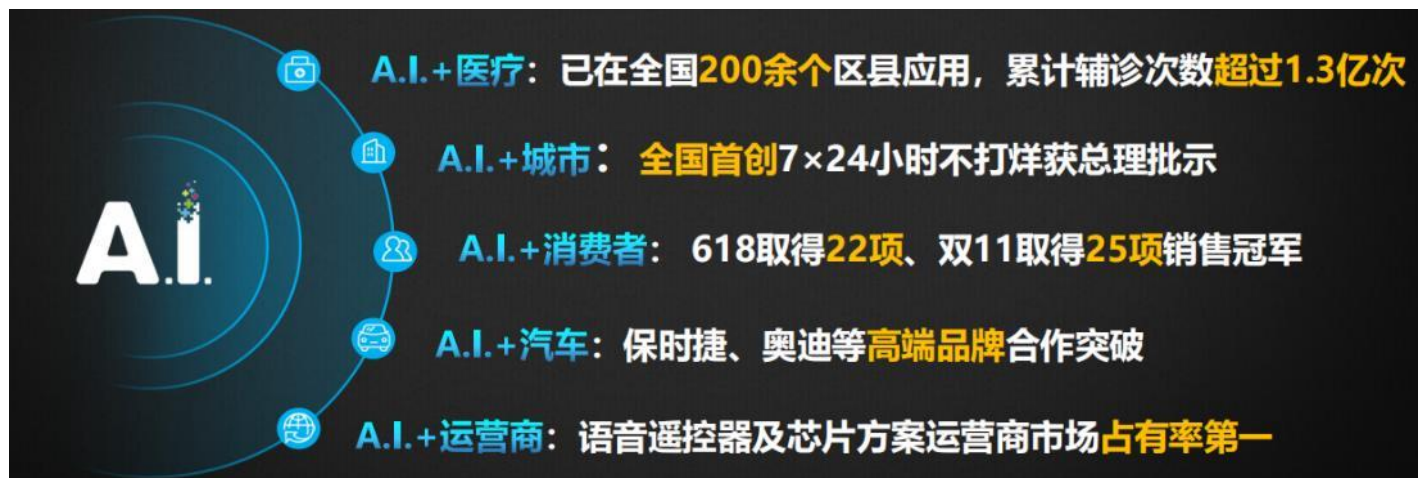 A.I.+医疗：已在全国200余个区县应用，累计辅诊次数超过1.3亿次
A.I.+城市：全国首创7×24小时不打烊获总理批示
A.I.
A.I.+消费者：618取得22项、双11取得25项销售冠军
A.I.+汽车：保时捷、奥迪等高端品牌合作突破
A.I.+运营商：语音遥控器及芯片方案运营商市场占有率第一